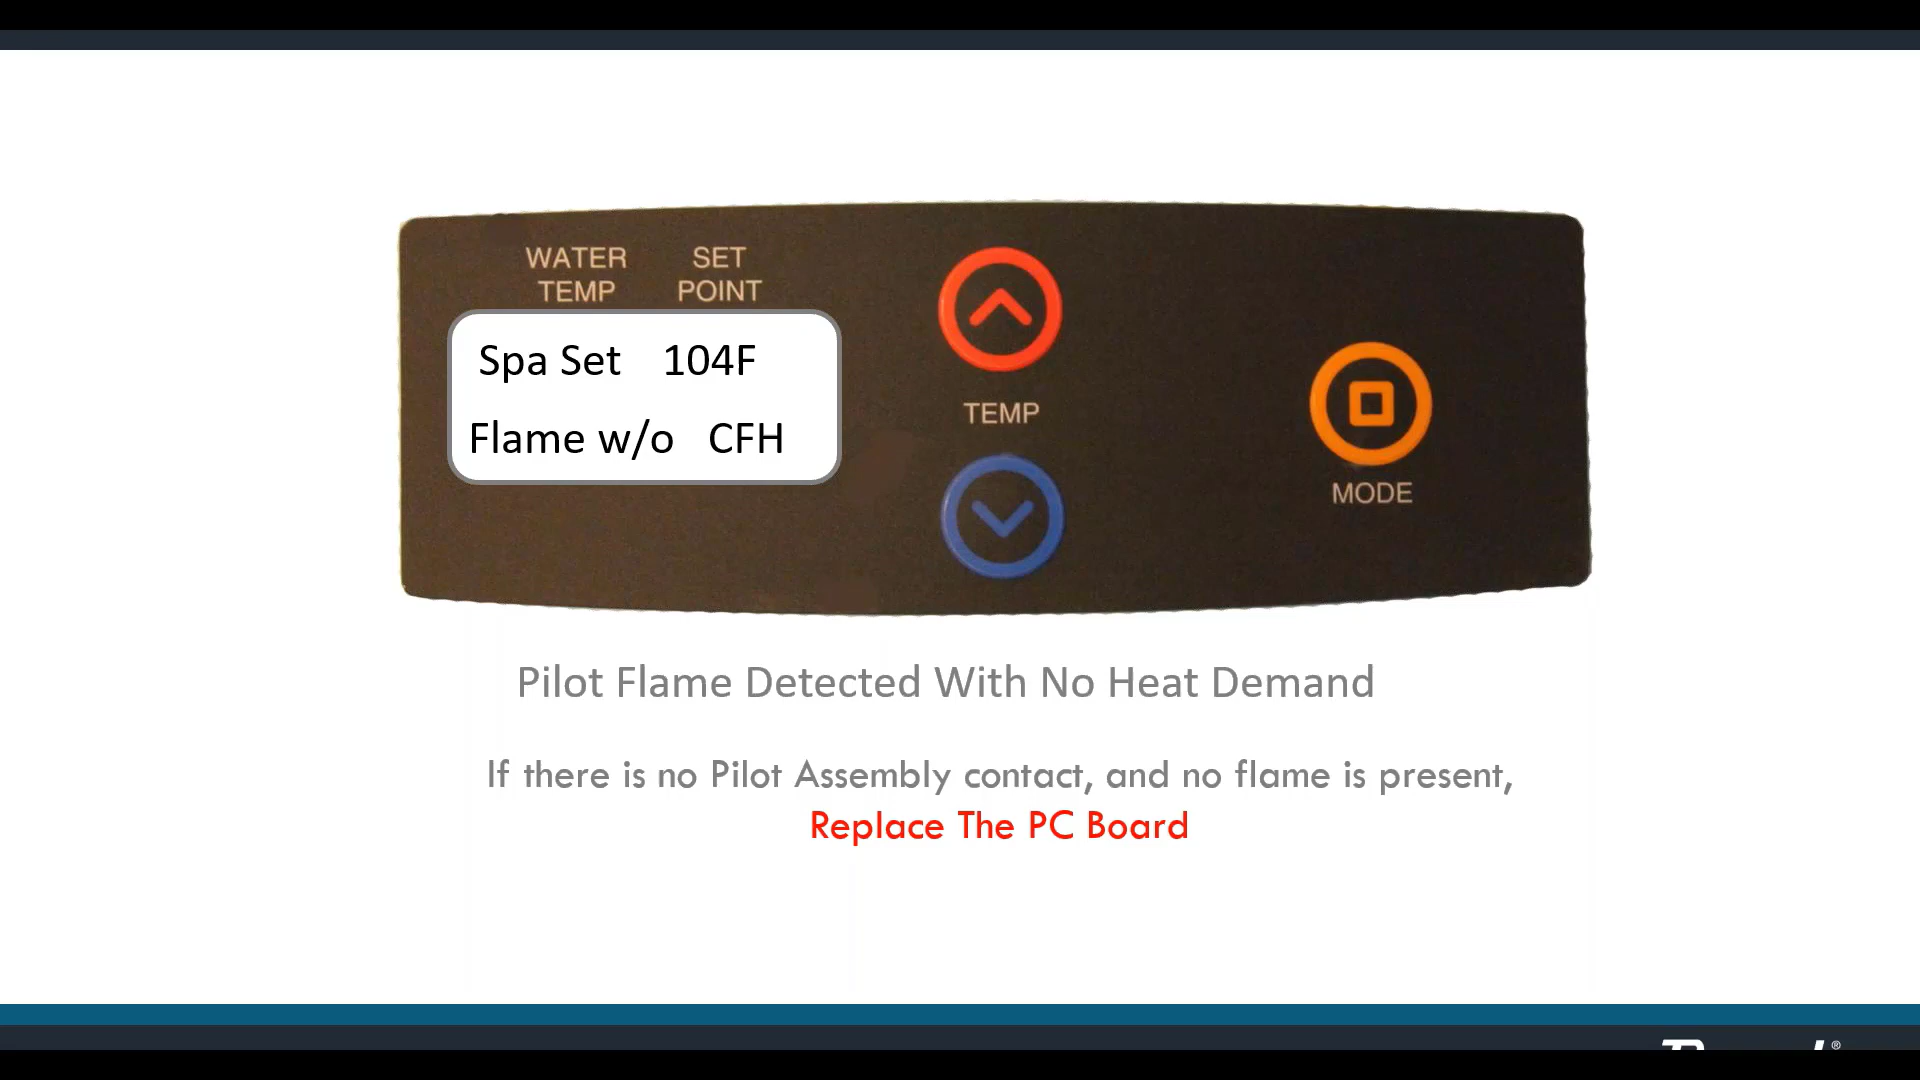 WATER SET
TEMP POINT
Spa Set 104F
Flame w/o CFH
TEMP
MODE
Pilot Flame Detected With No Heat Demand
If there is no Pilot Assembly contact, and no flame is present,
Replace The PC Board
®